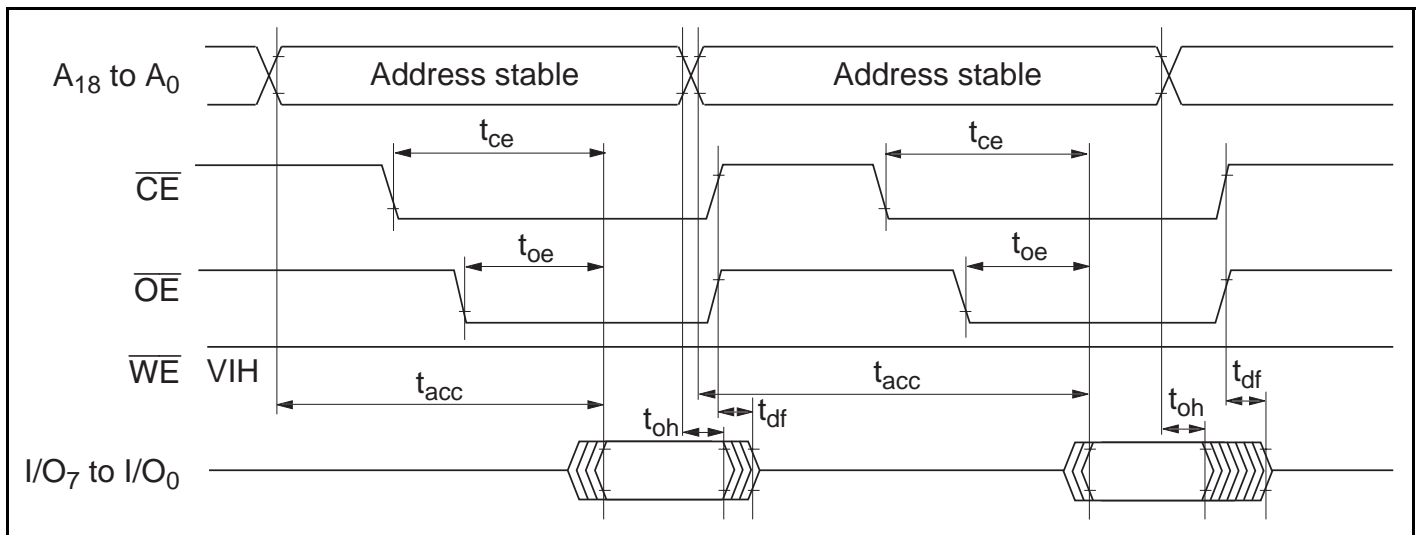 A18 to A0 Address stable Address stable
tce tce
CE
toe toe
OE
WE VIH
tacc tacc tdf
toh tdf toh
I/O7 to I/O0